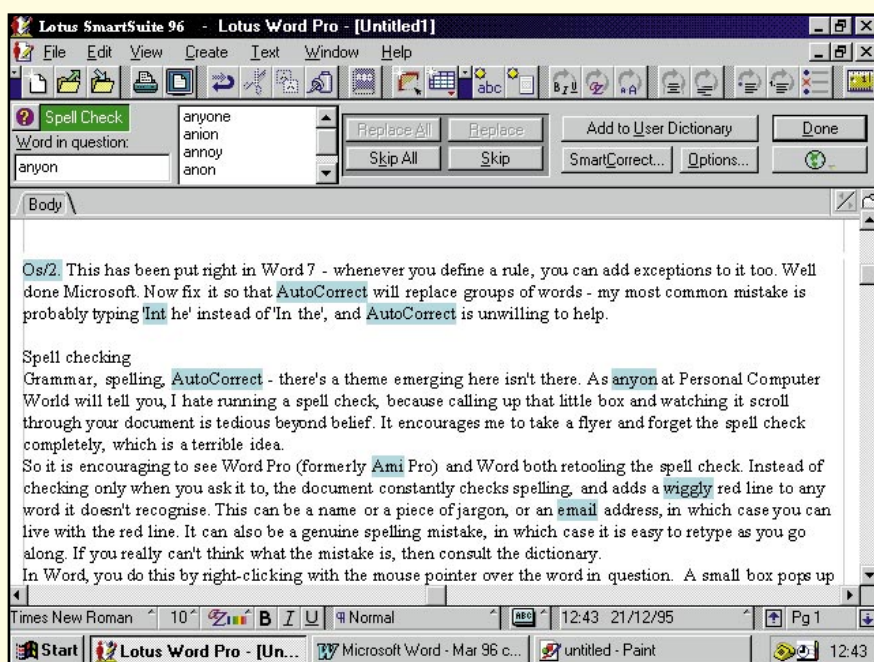 Lotus SmartSuite 96 - Lotus Word Pro - [Untitled1]
File Edit View Create Text Window Help
abc B I U A
Spell Check
Word in question:
anyon
anyone
anion
annoy
anon
Replace All Replace
Skip All Skip
Add to User Dictionary
SmartCorrect... Options...
Done
Body
Os/2. This has been put right in Word 7 - whenever you define a rule, you can add exceptions to it too. Well
done Microsoft. Now fix it so that AutoCorrect will replace groups of words - my most common mistake is
probably typing 'Int he' instead of 'In the', and AutoCorrect is unwilling to help.
Spell checking
Grammar, spelling, AutoCorrect - there's a theme emerging here isn't there. As anyon at Personal Computer
World will tell you, I hate running a spell check, because calling up that little box and watching it scroll
through your document is tedious beyond belief. It encourages me to take a flyer and forget the spell check
completely, which is a terrible idea.
So it is encouraging to see Word Pro (formerly Ami Pro) and Word both retooling the spell check. Instead of
checking only when you ask it to, the document constantly checks spelling, and adds a wiggly red line to any
word it doesn't recognise. This can be a name or a piece of jargon, or an email address, in which case you can
live with the red line. It can also be a genuine spelling mistake, in which case it is easy to retype as you go
along. If you really can't think what the mistake is, then consult the dictionary.
In Word, you do this by right-clicking with the mouse pointer over the word in question. A small box pops up
Times New Roman 10 B I U Normal ABC 12:43 21/12/95 Pg 1
Start Lotus Word Pro - [Un... Microsoft Word - Mar 96 c... untitled - Paint 12:43